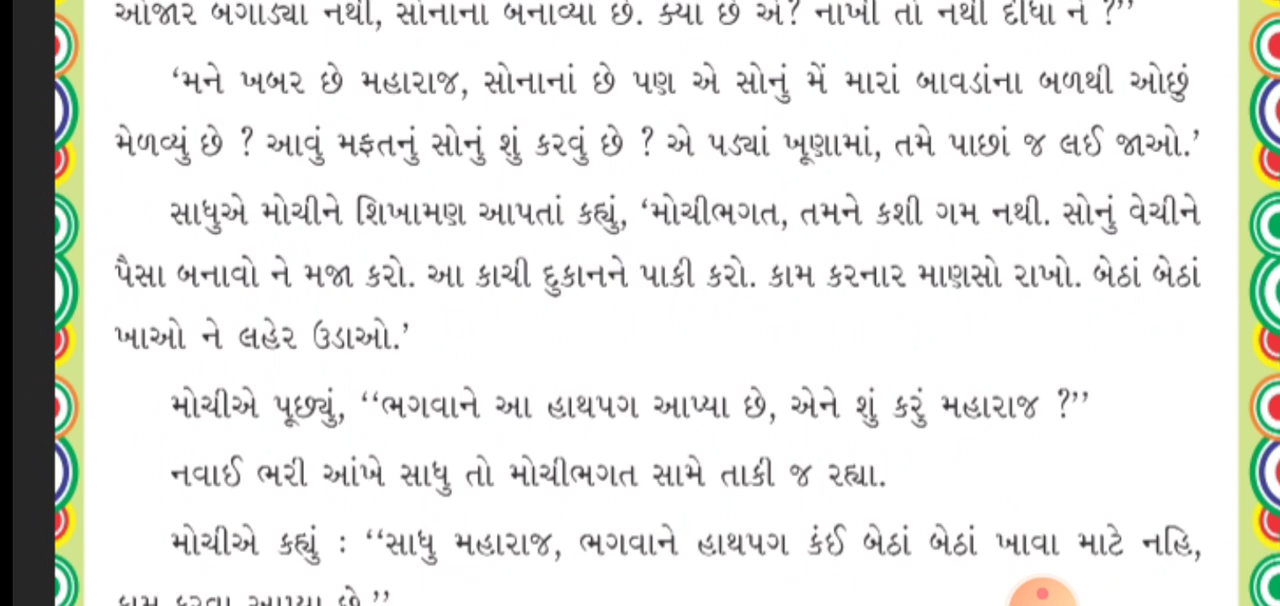 ઓજાર બગાડ્યા નથી, સોનાના બનાવ્યા છે. ક્યા છે એ? નાખી તો નથી દીધા ને ?’’
‘મને ખબર છે મહારાજ, સોનાનાં છે પણ એ સોનું મેં મારાં બાવડાંના બળથી ઓછું
મેળવ્યું છે ? આવું મફતનું સોનું શું કરવું છે ? એ પડ્યાં ખૂણામાં, તમે પાછાં જ લઈ જાઓ.’
સાધુએ મોચીને શિખામણ આપતાં કહ્યું, ‘મોચીભગત, તમને કશી ગમ નથી. સોનું વેચીને
પૈસા બનાવો ને મજા કરો. આ કાચી દુકાનને પાકી કરો. કામ કરનાર માણસો રાખો. બેઠાં બેઠાં
ખાઓ ને લહેર ઉડાઓ.’
મોચીએ પૂછ્યું, ‘‘ભગવાને આ હાથપગ આપ્યા છે, એને શું કરું મહારાજ ?’’
નવાઈ ભરી આંખે સાધુ તો મોચીભગત સામે તાકી જ રહ્યા.
મોચીએ કહ્યું : ‘‘સાધુ મહારાજ, ભગવાને હાથપગ કંઈ બેઠાં બેઠાં ખાવા માટે નહિ,
કામ કરવા આપ્યા છે.’’